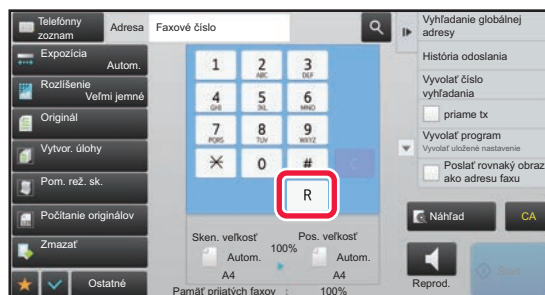 Telefónny
zoznam
Adresa
Faxové číslo
Expozícia
Autom.
Rozlíšenie
Veľmi jemné
Originál
Vytvor. úlohy
Pom. rež. sk.
Počítanie originálov
Zmazať
Ostatné
1
2
ABC
3
DEF
4
GHI
5
JKL
6
MNO
7
PQRS
8
TUV
9
WXYZ
0
#
C
R
Sken. veľkosť
100%
Pos. veľkosť
Autom.
A4
Autom.
A4
Pamäť prijatých faxov : 100%
Vyhľadanie globálnej
adresy
História odoslania
Vyvolať číslo
vyhľadania
priame tx
Vyvolať program
Vyvolať uložené nastavenie
Poslať rovnaký obraz
ako adresu faxu
Náhľad
CA
Reprod.
Start